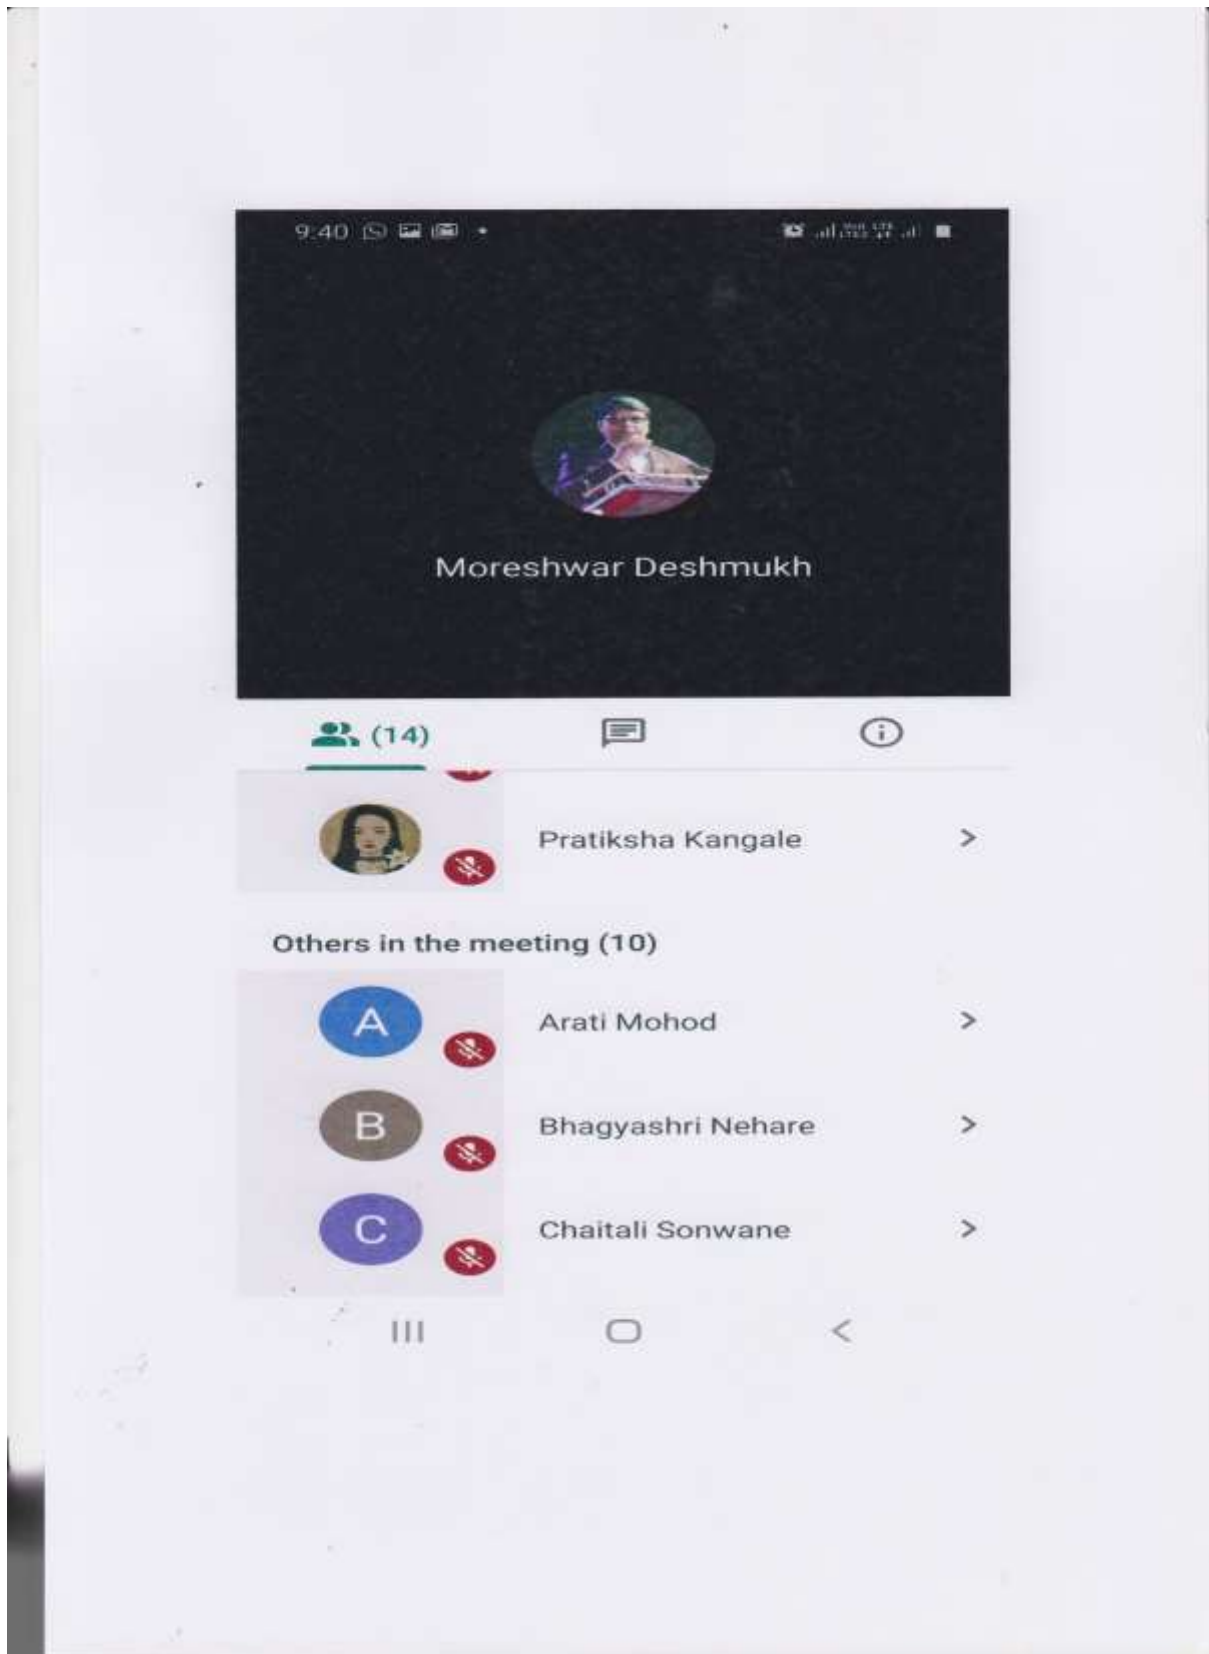 9:40
Moreshwar Deshmukh
(14)
Pratiksha Kangale
Others in the meeting (10)
A Arati Mohod
B Bhagyashri Nehare
C Chaitali Sonwane